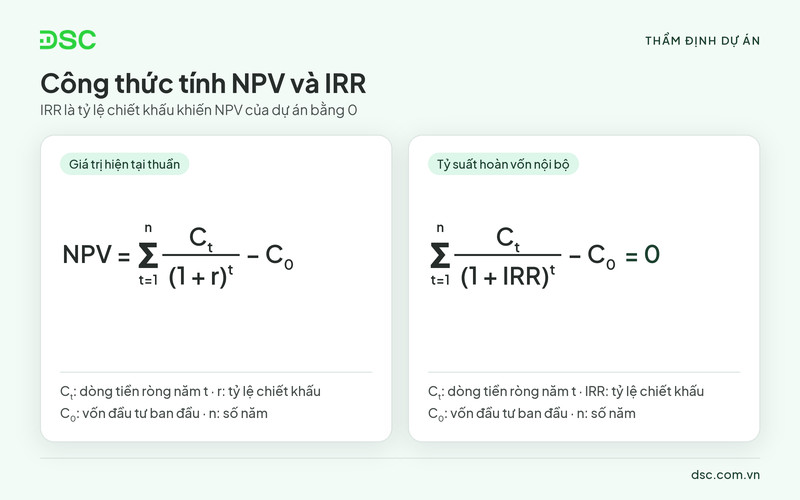 DSC
THẨM ĐỊNH DỰ ÁN
Công thức tính NPV và IRR
IRR là tỷ lệ chiết khấu khiến NPV của dự án bằng 0
Giá trị hiện tại thuần
NPV = Σ_{t=1}^{n} C_t / (1 + r)^t − C_0
C_t: dòng tiền ròng năm t · r: tỷ lệ chiết khấu
C_0: vốn đầu tư ban đầu · n: số năm
Tỷ suất hoàn vốn nội bộ
Σ_{t=1}^{n} C_t / (1 + IRR)^t − C_0 = 0
C_t: dòng tiền ròng năm t · IRR: tỷ lệ chiết khấu
C_0: vốn đầu tư ban đầu · n: số năm
dsc.com.vn